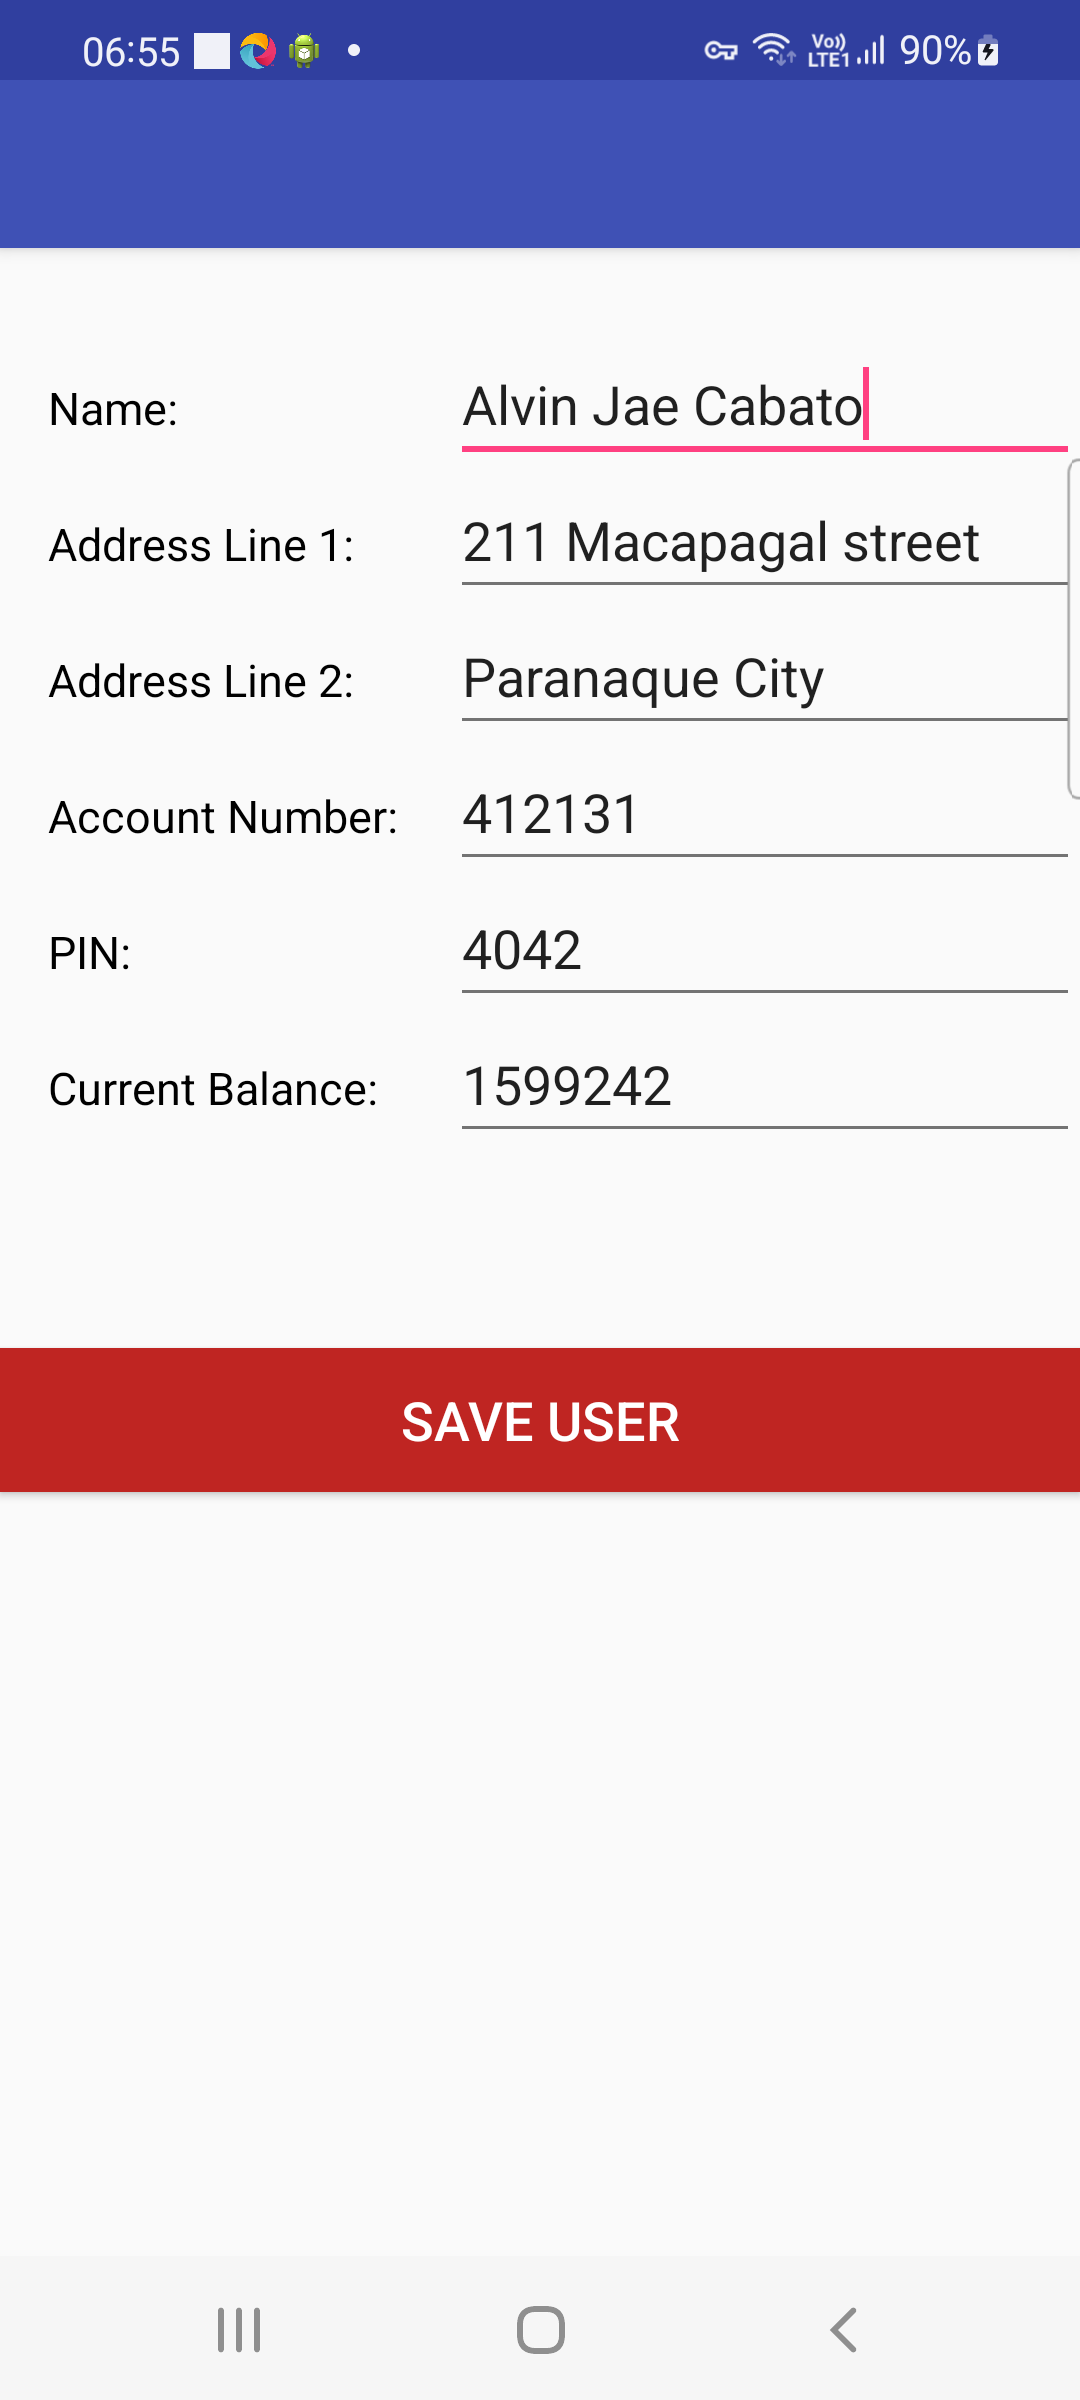 06:55 Vo)) LTE1 90%
Name: Alvin Jae Cabato
Address Line 1: 211 Macapagal street
Address Line 2: Paranaque City
Account Number: 412131
PIN: 4042
Current Balance: 1599242
SAVE USER